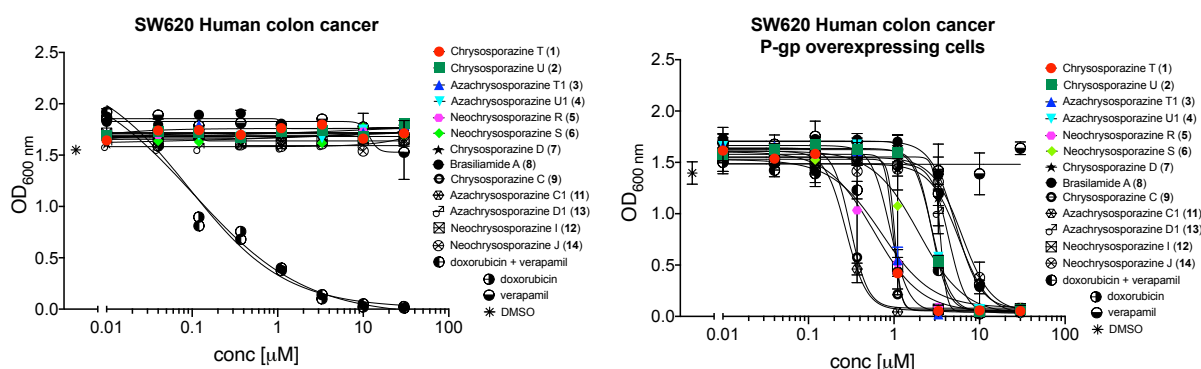 SW620 Human colon cancer
OD600 nm
2.5
2.0
1.5
1.0
0.5
0.0
0.01
0.1
1
10
100
conc [μM]
Chrysosporazine T (1)
Chrysosporazine U (2)
Azachrysosporazine T1 (3)
Azachrysosporazine U1 (4)
Neochrysosporazine R (5)
Neochrysosporazine S (6)
Chrysosporazine D (7)
Brasiliamide A (8)
Chrysosporazine C (9)
Azachrysosporazine C1 (11)
Azachrysosporazine D1 (13)
Neochrysosporazine I (12)
Neochrysosporazine J (14)
doxorubicin + verapamil
doxorubicin
verapamil
DMSO
SW620 Human colon cancer
P-gp overexpressing cells
OD600 nm
2.5
2.0
1.5
1.0
0.5
0.0
0.01
0.1
1
10
100
conc [μM]
Chrysosporazine T (1)
Chrysosporazine U (2)
Azachrysosporazine T1 (3)
Azachrysosporazine U1 (4)
Neochrysosporazine R (5)
Neochrysosporazine S (6)
Chrysosporazine D (7)
Brasilamide A (8)
Chrysosporazine C (9)
Azachrysosporazine C1 (11)
Azachrysosporazine D1 (13)
Neochrysosporazine I (12)
Neochrysosporazine J (14)
doxorubicin + verapamil
doxorubicin
verapamil
DMSO